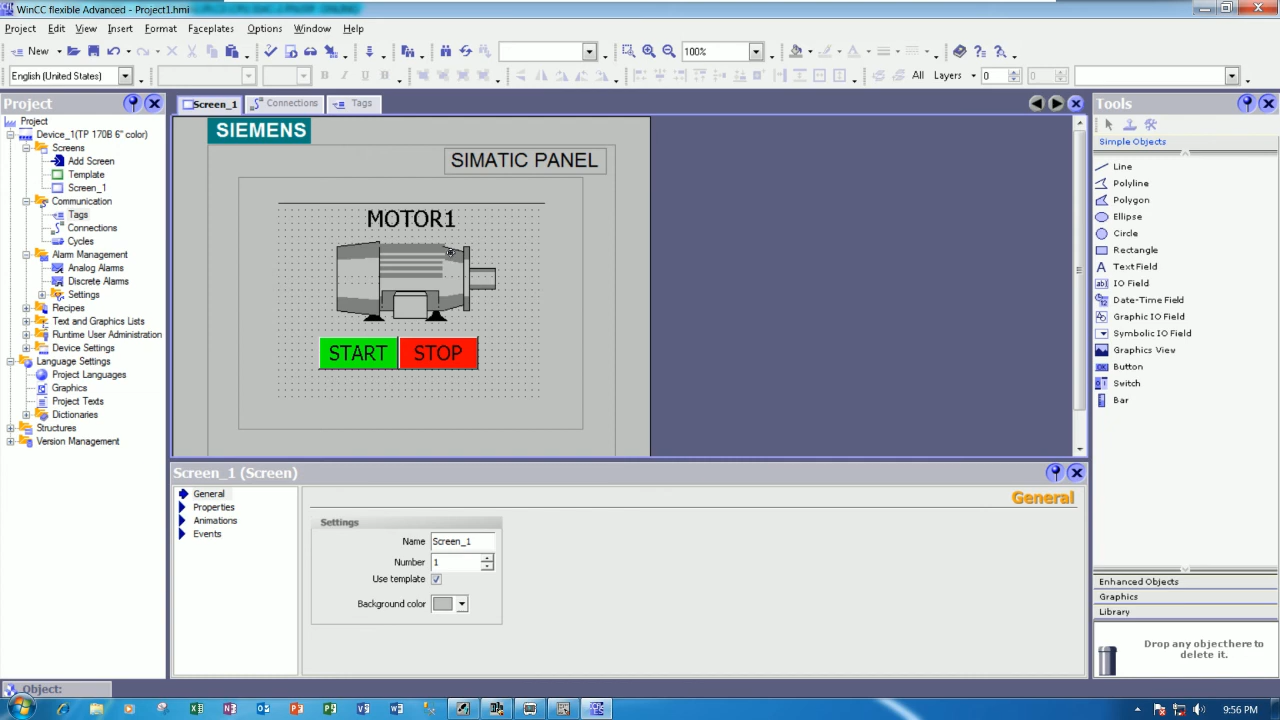 WinCC flexible Advanced - Project1.hmi
Project Edit View Insert Format Faceplates Options Window Help
New 100%
English (United States) All Layers 0 0
Project
Project
Device_1(TP 170B 6" color)
Screens
Add Screen
Template
Screen_1
Communication
Tags
Connections
Cycles
Alarm Management
Analog Alarms
Discrete Alarms
Settings
Recipes
Text and Graphics Lists
Runtime User Administration
Device Settings
Language Settings
Project Languages
Graphics
Project Texts
Dictionaries
Structures
Version Management
Object:
Screen_1 Connections Tags
SIEMENS
SIMATIC PANEL
MOTOR1
START STOP
Screen_1 (Screen)
General
Properties
Animations
Events
General
Settings
Name Screen_1
Number 1
Use template
Background color
Tools
Simple Objects
Line
Polyline
Polygon
Ellipse
Circle
Rectangle
Text Field
IO Field
Date-Time Field
Graphic IO Field
Symbolic IO Field
Graphics View
Button
Switch
Bar
Enhanced Objects
Graphics
Library
Drop any object here to
delete it.
9:56 PM